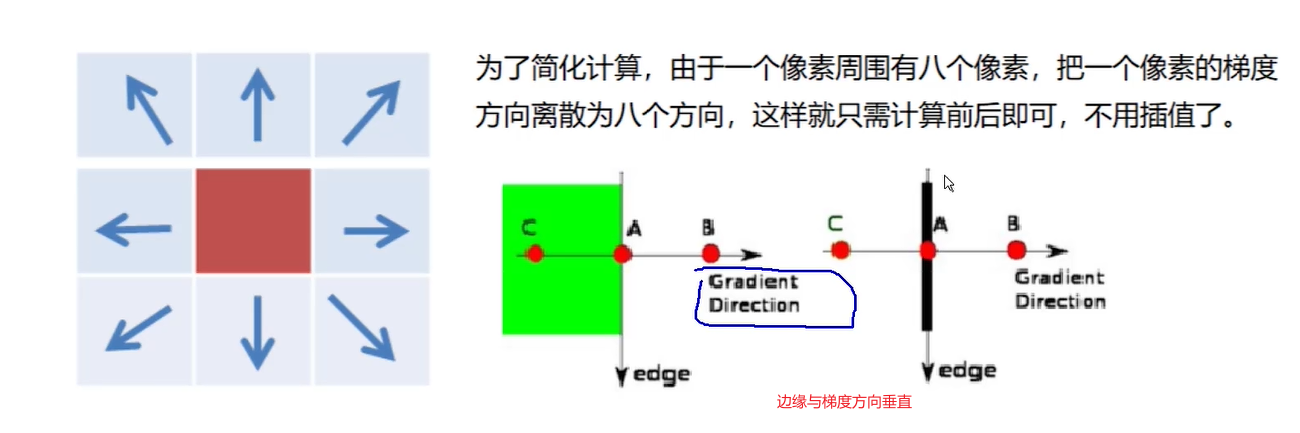 为了简化计算，由于一个像素周围有八个像素，把一个像素的梯度
方向离散为八个方向，这样就只需计算前后即可，不用插值了。
C A B
Gradient
Direction
edge
C A B
Gradient
Direction
edge
边缘与梯度方向垂直